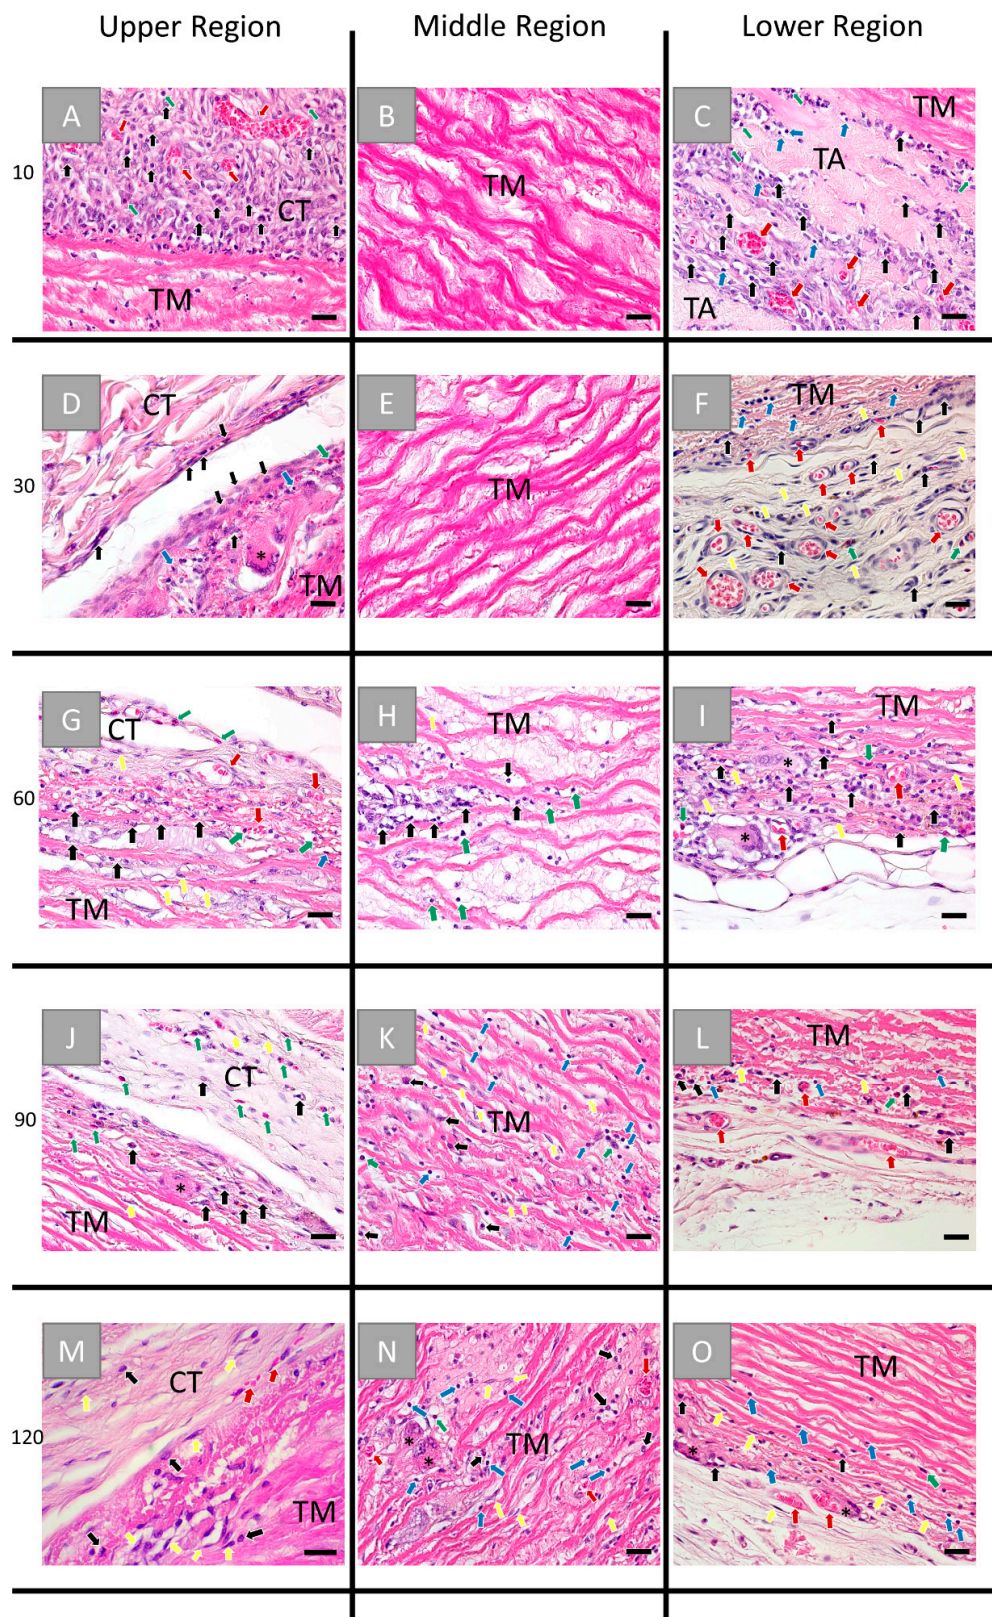 Upper Region Middle Region Lower Region
A B C TM
10 TM TA
CT
TM TA
D CT E F TM
30 TM
*
TM
G CT H TM I TM
*
60
*
TM
J K L TM
CT
90 TM
*
TM
M N O TM
CT
120 * TM *
* *
TM